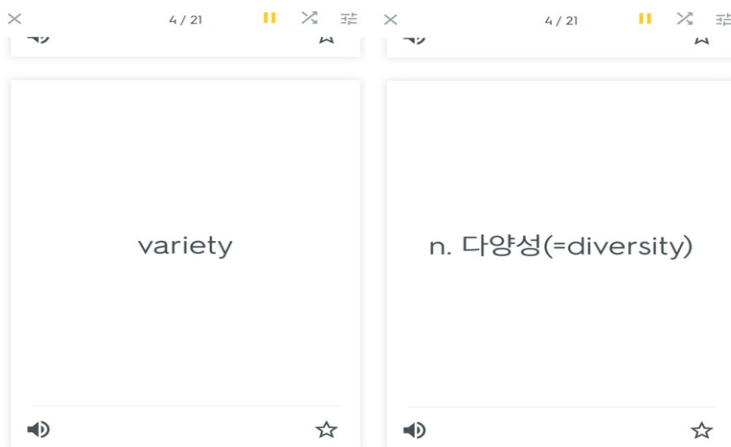 4 / 21
4 / 21
variety
n. 다양성(=diversity)